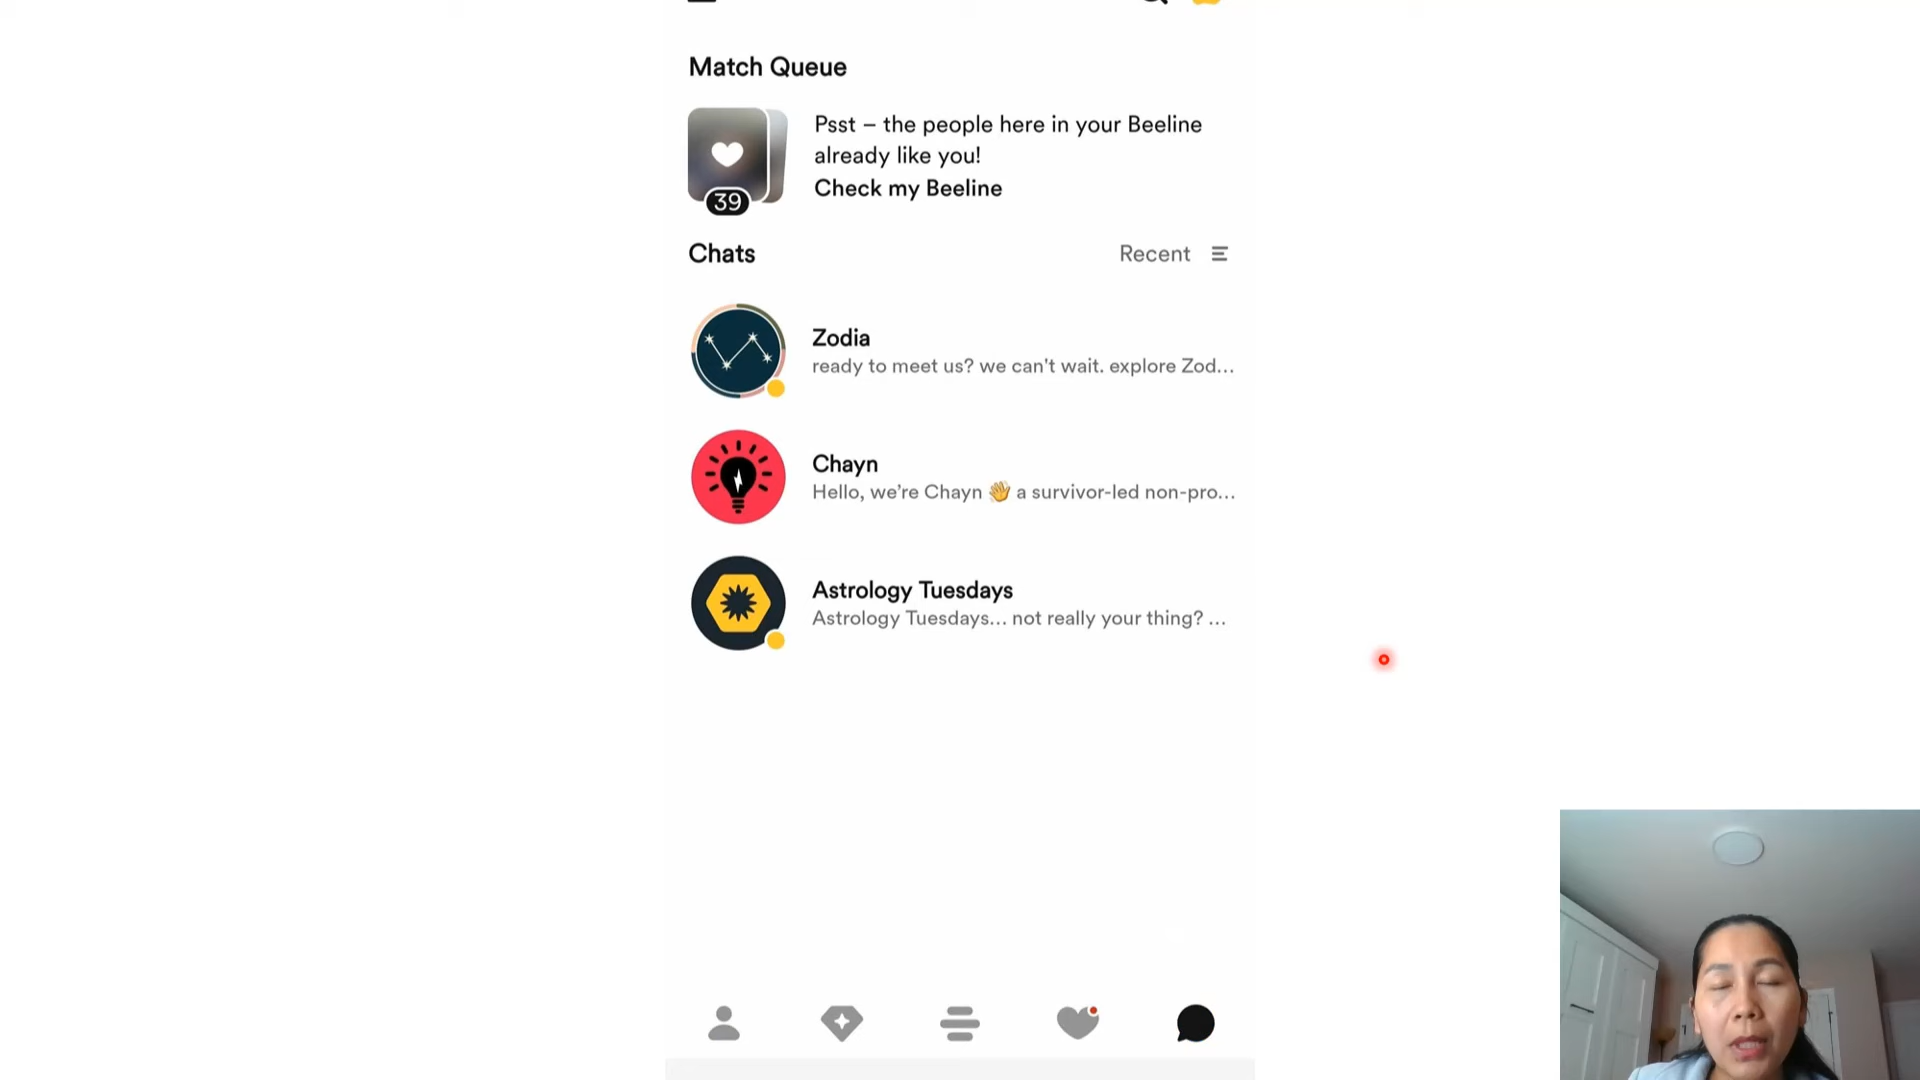 Match Queue
Psst – the people here in your Beeline
already like you!
Check my Beeline
39
Chats
Recent
Zodia
ready to meet us? we can't wait. explore Zod...
Chayn
Hello, we’re Chayn 👋 a survivor-led non-pro...
Astrology Tuesdays
Astrology Tuesdays... not really your thing? ...